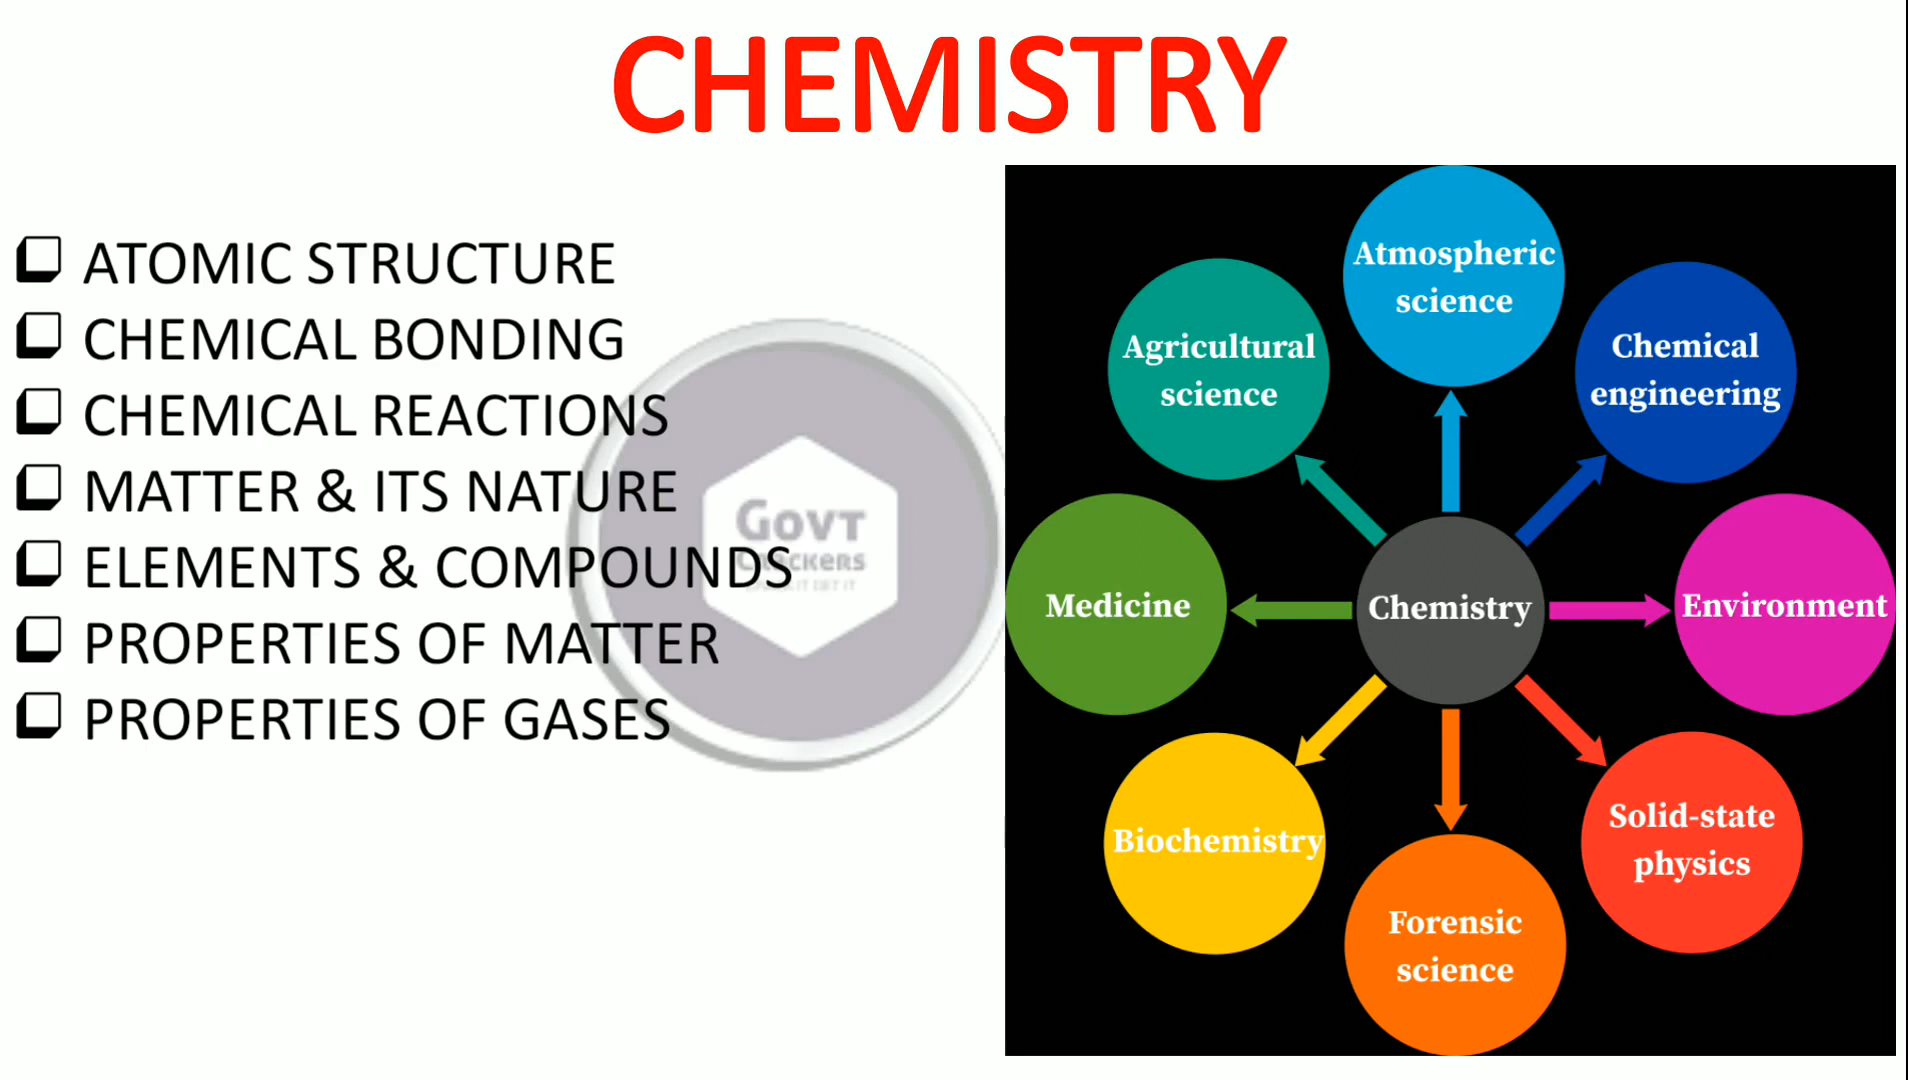 CHEMISTRY
ATOMIC STRUCTURE
CHEMICAL BONDING
CHEMICAL REACTIONS
MATTER & ITS NATURE
ELEMENTS & COMPOUNDS
PROPERTIES OF MATTER
PROPERTIES OF GASES
GOVT
CRACKERS
Atmospheric
science
Agricultural
science
Chemical
engineering
Medicine
Chemistry
Environment
Biochemistry
Solid-state
physics
Forensic
science